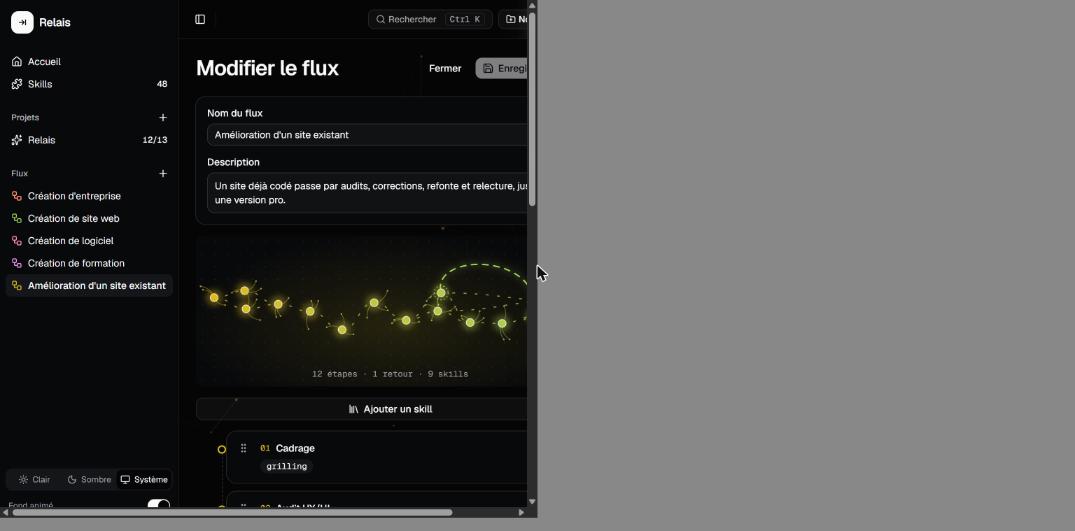 Relais
Rechercher Ctrl K
Accueil
Skills 48
Projets
Relais 12/13
Flux
Création d'entreprise
Création de site web
Création de logiciel
Création de formation
Amélioration d'un site existant
Clair Sombre Système
Fond animé
Modifier le flux
Fermer
Nom du flux
Amélioration d'un site existant
Description
Un site déjà codé passe par audits, corrections, refonte et relecture,
une version pro.
12 étapes · 1 retour · 9 skills
Ajouter un skill
01 Cadrage
grilling